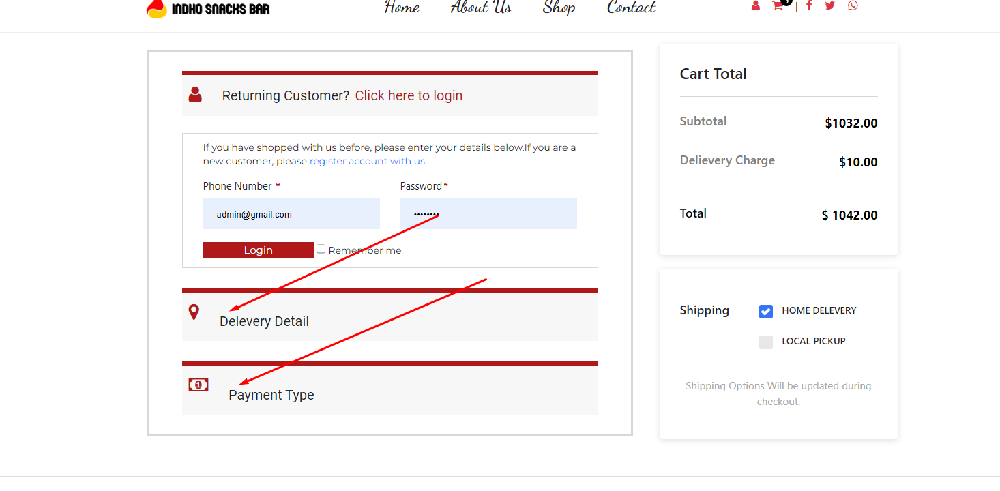 INDHO SNACKS BAR
Home About Us Shop Contact
3
|
Returning Customer? Click here to login
If you have shopped with us before, please enter your details below.If you are a
new customer, please register account with us.
Phone Number * Password*
admin@gmail.com ••••••••
Login Remember me
Delevery Detail
1
Payment Type
Cart Total
Subtotal $1032.00
Delievery Charge $10.00
Total $ 1042.00
Shipping HOME DELEVERY
LOCAL PICKUP
Shipping Options Will be updated during
checkout.